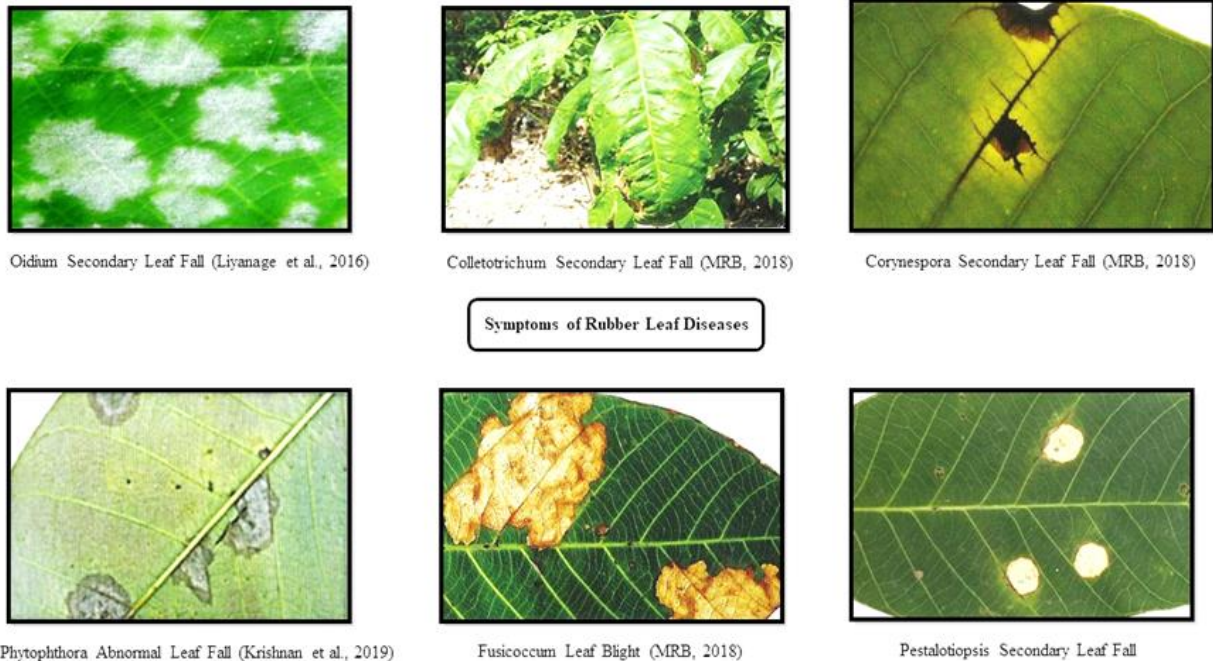 Oidium Secondary Leaf Fall (Liyanage et al., 2016)
Colletotrichum Secondary Leaf Fall (MRB, 2018)
Corynespora Secondary Leaf Fall (MRB, 2018)
Symptoms of Rubber Leaf Diseases
Phytophthora Abnormal Leaf Fall (Krishnan et al., 2019)
Fusicoccum Leaf Blight (MRB, 2018)
Pestalotiopsis Secondary Leaf Fall